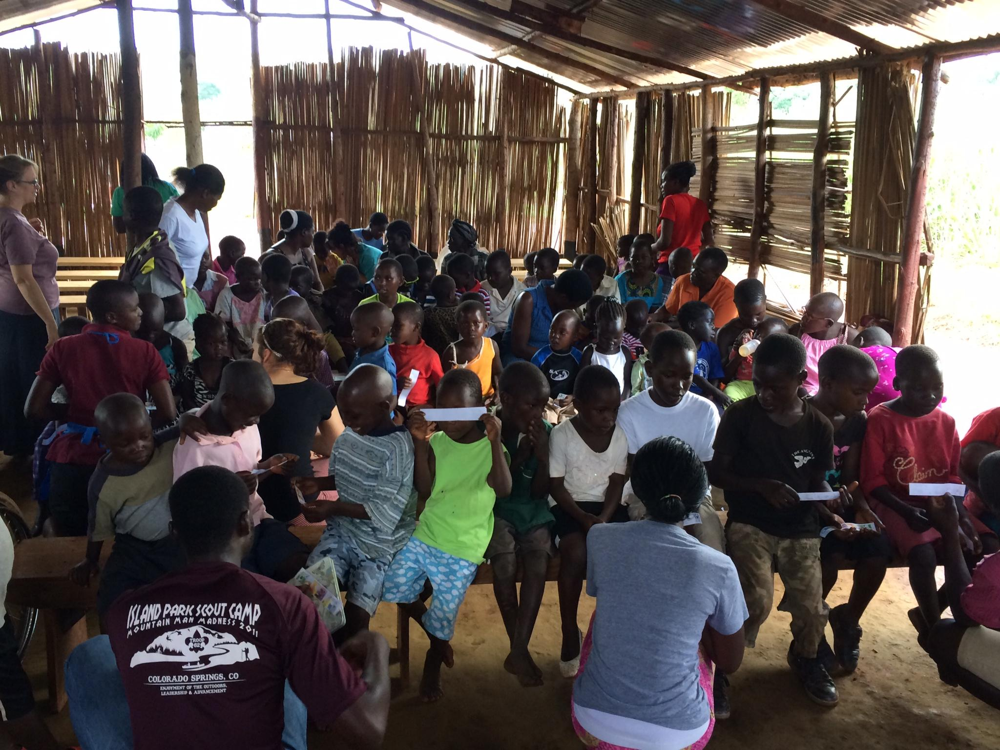 ISLAND PARK SCOUT CAMP
MOUNTAIN MAN MADNESS 2011
TROOP
62
COLORADO SPRINGS, CO
ENJOYMENT OF THE OUTDOORS,
LEADERSHIP & ADVANCEMENT
Claim